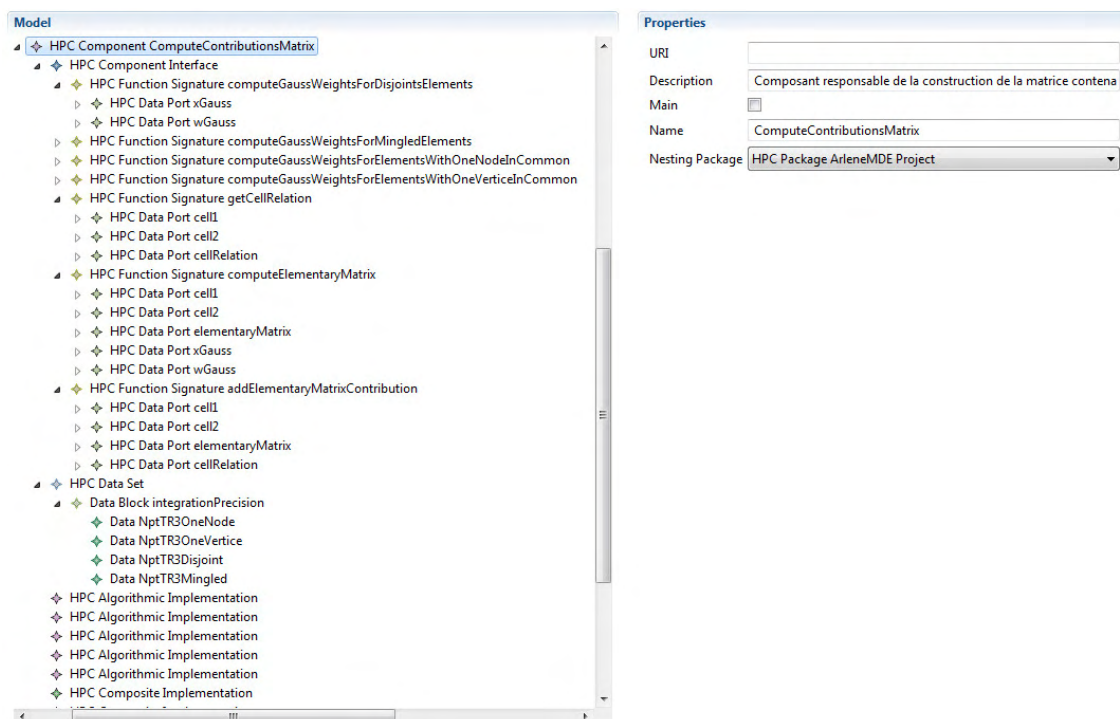 Model
HPC Component ComputeContributionsMatrix
HPC Component Interface
HPC Function Signature computeGaussWeightsForDisjointsElements
HPC Data Port xGauss
HPC Data Port wGauss
HPC Function Signature computeGaussWeightsForMingledElements
HPC Function Signature computeGaussWeightsForElementsWithOneNodeInCommon
HPC Function Signature computeGaussWeightsForElementsWithOneVerticeInCommon
HPC Function Signature getCellRelation
HPC Data Port cell1
HPC Data Port cell2
HPC Data Port cellRelation
HPC Function Signature computeElementaryMatrix
HPC Data Port cell1
HPC Data Port cell2
HPC Data Port elementaryMatrix
HPC Data Port xGauss
HPC Data Port wGauss
HPC Function Signature addElementaryMatrixContribution
HPC Data Port cell1
HPC Data Port cell2
HPC Data Port elementaryMatrix
HPC Data Port cellRelation
HPC Data Set
Data Block integrationPrecision
Data NptTR3OneNode
Data NptTR3OneVertice
Data NptTR3Disjoint
Data NptTR3Mingled
HPC Algorithmic Implementation
HPC Algorithmic Implementation
HPC Algorithmic Implementation
HPC Algorithmic Implementation
HPC Algorithmic Implementation
HPC Composite Implementation
Properties
URI
Description Composant responsable de la construction de la matrice contena
Main
Name ComputeContributionsMatrix
Nesting Package HPC Package ArleneMDE Project